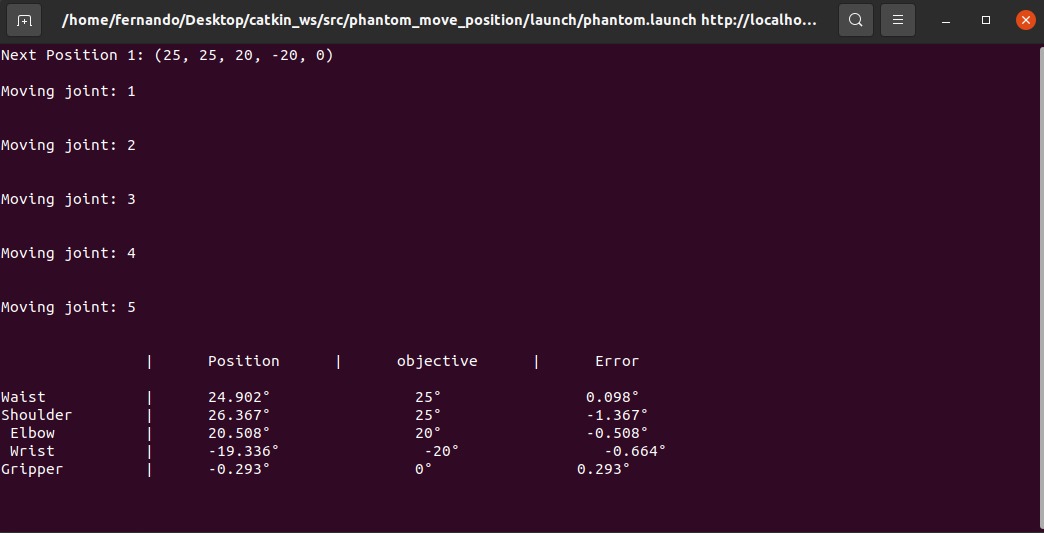 /home/fernando/Desktop/catkin_ws/src/phantom_move_position/launch/phantom.launch http://localho...
Next Position 1: (25, 25, 20, -20, 0)
Moving joint: 1
Moving joint: 2
Moving joint: 3
Moving joint: 4
Moving joint: 5
| Position | objective | Error
Waist | 24.902° 25° 0.098°
Shoulder | 26.367° 25° -1.367°
Elbow | 20.508° 20° -0.508°
Wrist | -19.336° -20° -0.664°
Gripper | -0.293° 0° 0.293°